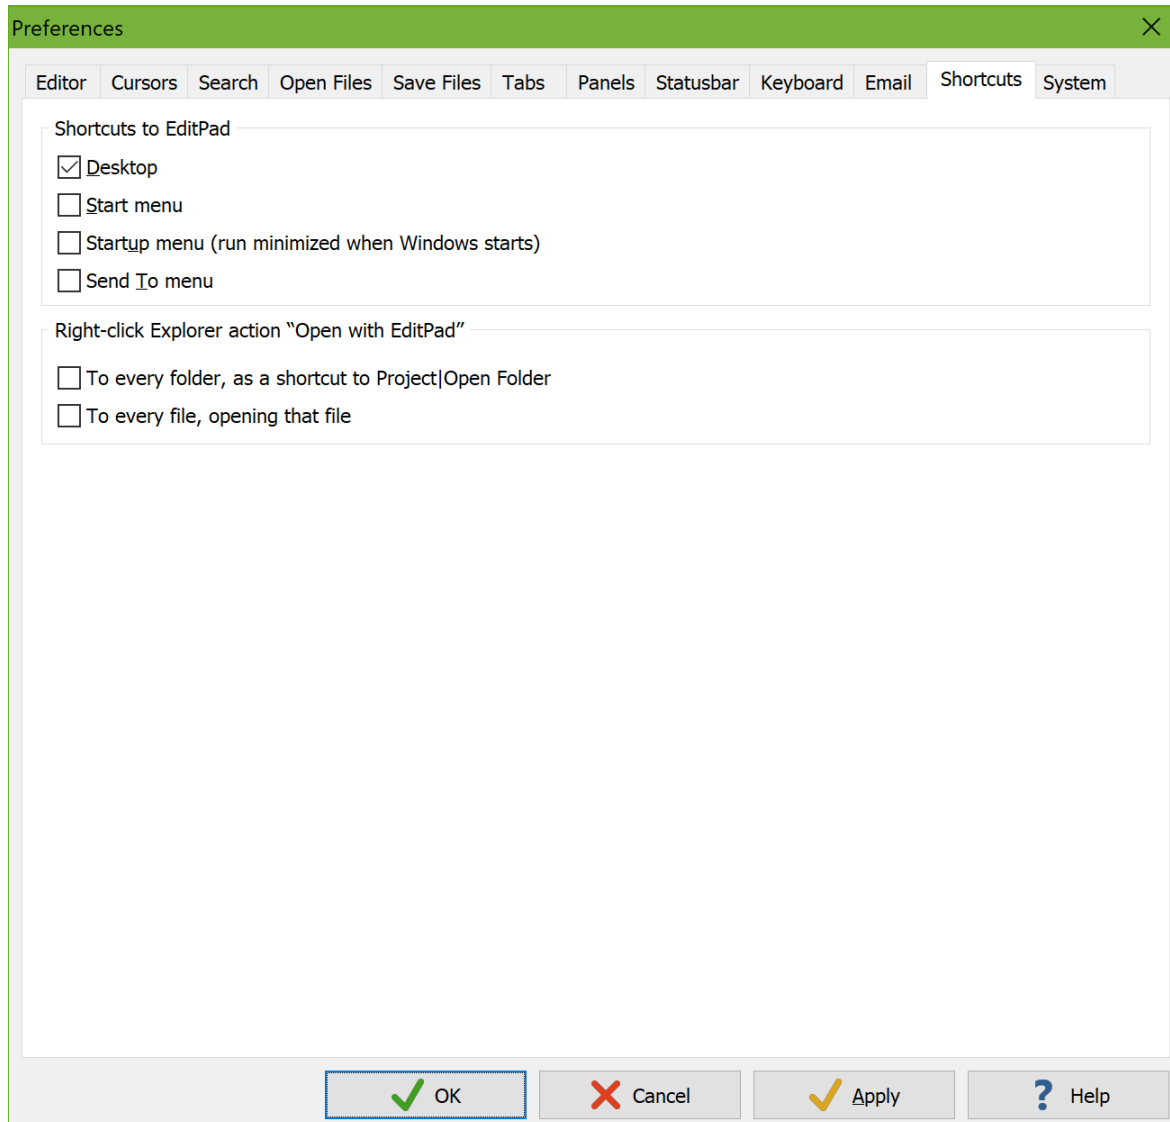 Preferences
Editor Cursors Search Open Files Save Files Tabs Panels Statusbar Keyboard Email Shortcuts System
Shortcuts to EditPad
Desktop
Start menu
Startup menu (run minimized when Windows starts)
Send To menu
Right-click Explorer action “Open with EditPad”
To every folder, as a shortcut to Project|Open Folder
To every file, opening that file
OK Cancel Apply ? Help